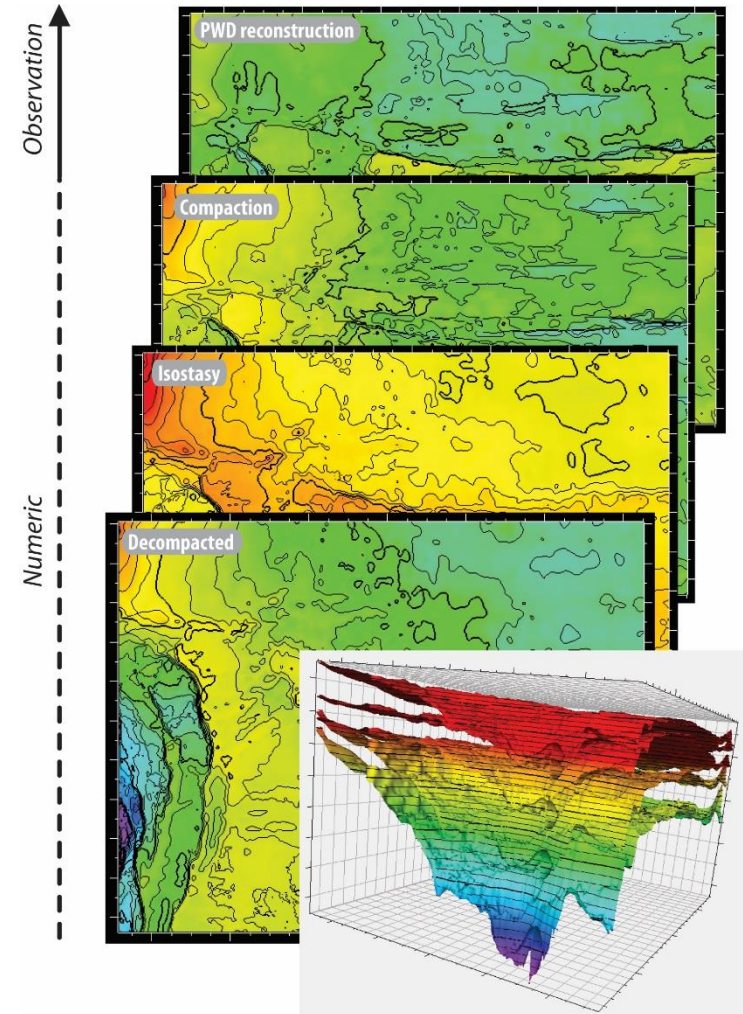 Observation
PWD reconstruction
Compaction
Isostasy
Numeric
Decompacted